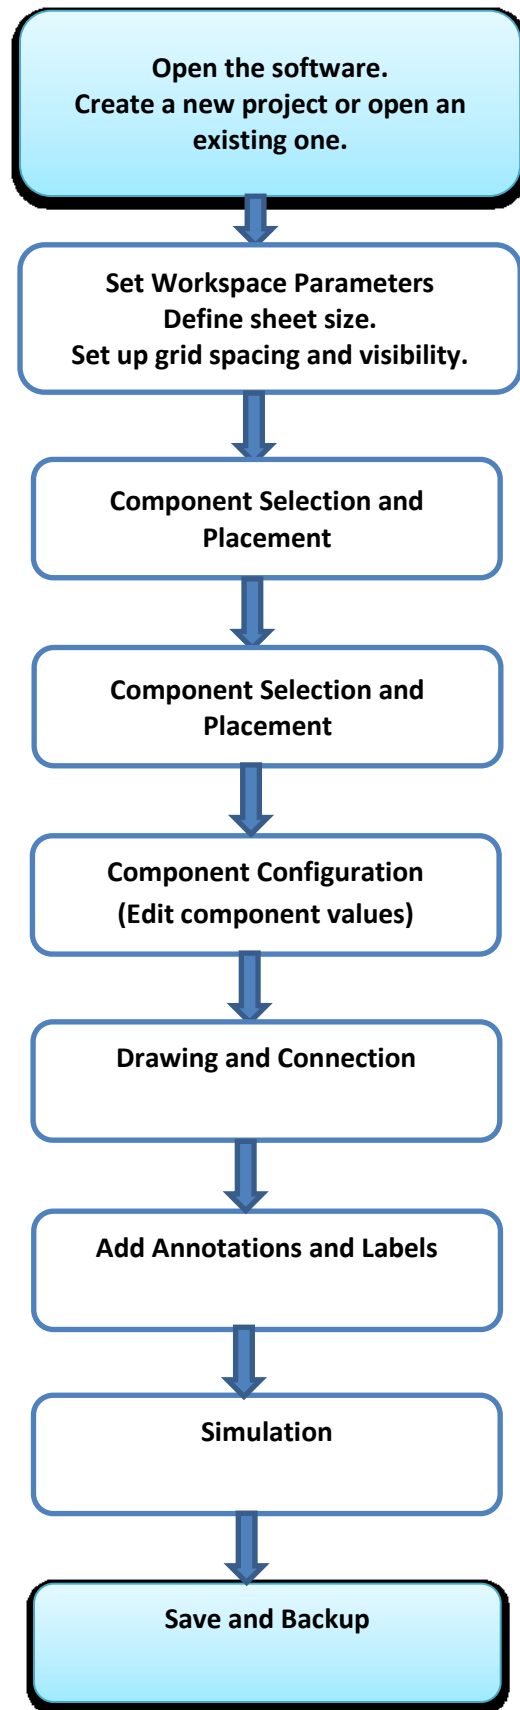 Open the software.
Create a new project or open an
existing one.
Set Workspace Parameters
Define sheet size.
Set up grid spacing and visibility.
Component Selection and
Placement
Component Selection and
Placement
Component Configuration
(Edit component values)
Drawing and Connection
Add Annotations and Labels
Simulation
Save and Backup